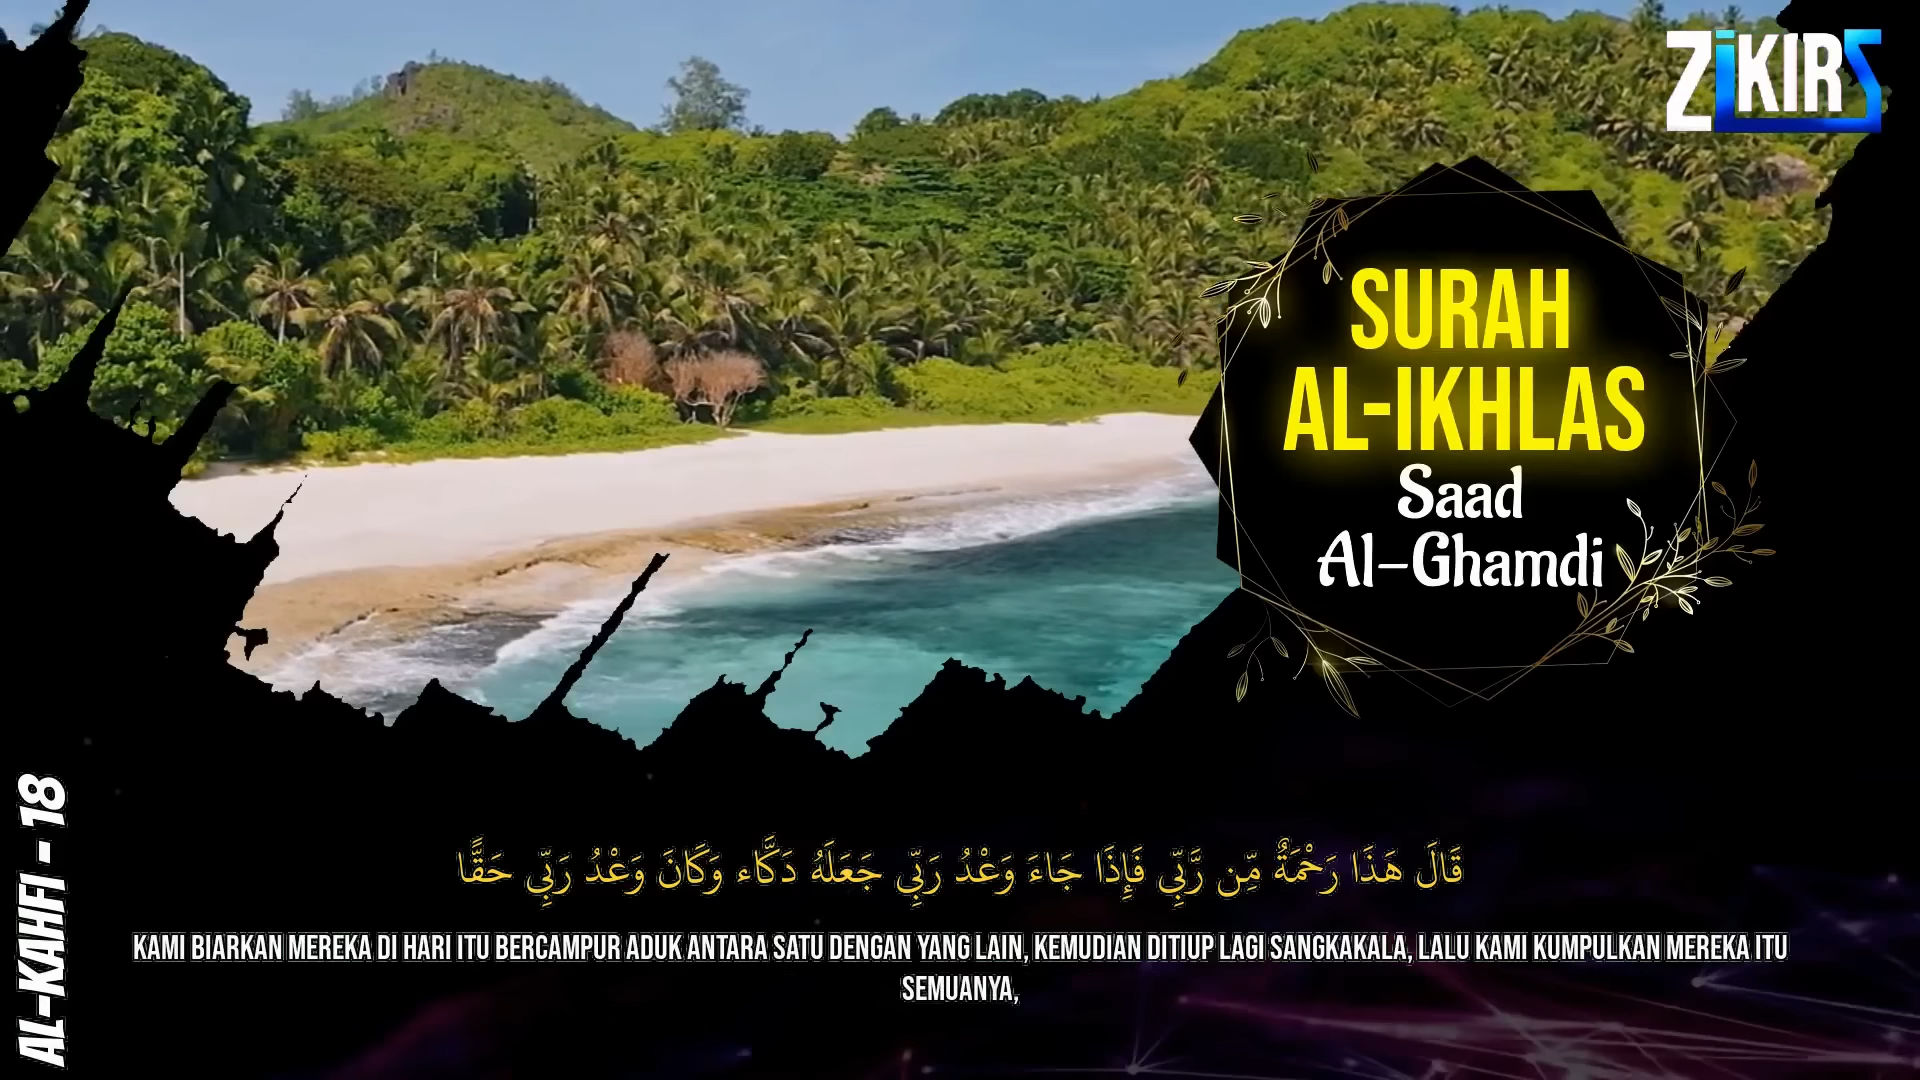 ZiKIRS
SURAH
AL-IKHLAS
Saad
Al-Ghamdi
AL-KAHFI - 18
قَالَ هَذَا رَحْمَةٌ مِّن رَّبِّي فَإِذَا جَاءَ وَعْدُ رَبِّي جَعَلَهُ دَكَّاء وَكَانَ وَعْدُ رَبِّي حَقًّا
KAMI BIARKAN MEREKA DI HARI ITU BERCAMPUR ADUK ANTARA SATU DENGAN YANG LAIN, KEMUDIAN DITIUP LAGI SANGKAKALA, LALU KAMI KUMPULKAN MEREKA ITU
SEMUANYA,